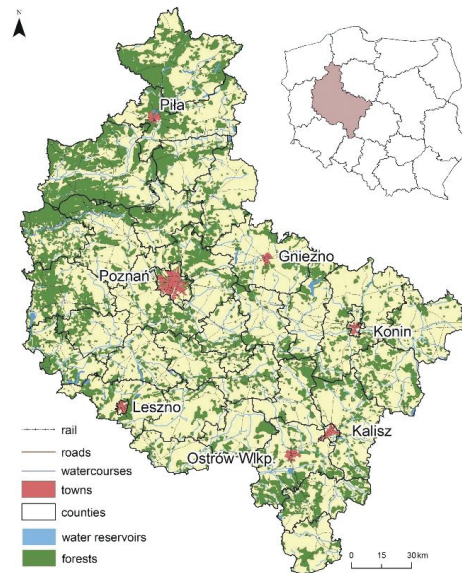 N
Piła
Gniezno
Poznań
Konin
Leszno
Kalisz
Ostrów Wlkp.
rail
roads
watercourses
towns
counties
water reservoirs
forests
0 15 30 km